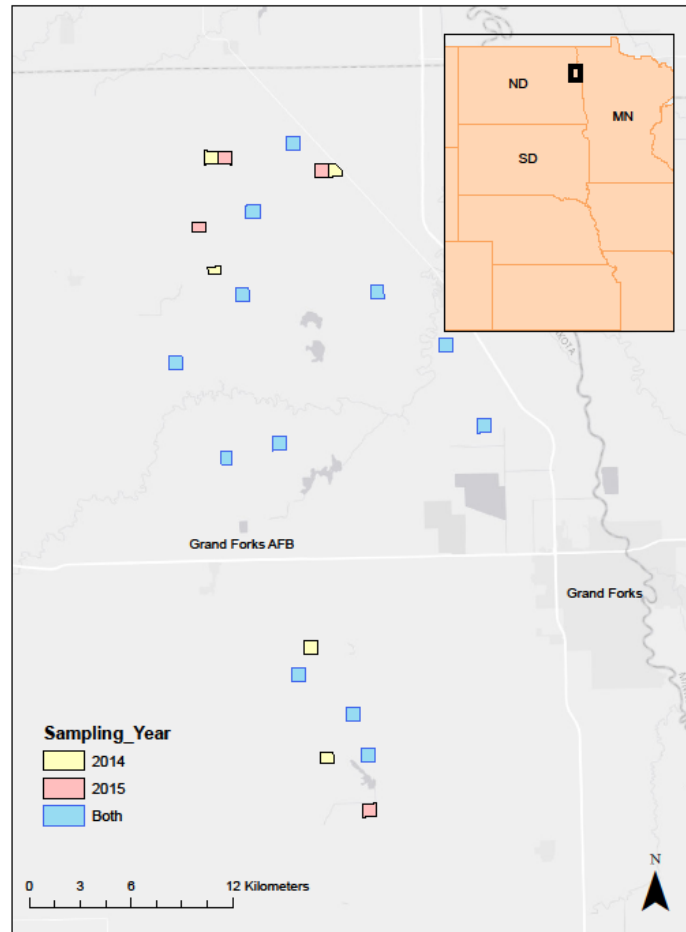 ND
MN
SD
Grand Forks AFB
Grand Forks
Sampling_Year
2014
2015
Both
N
0 3 6 12 Kilometers